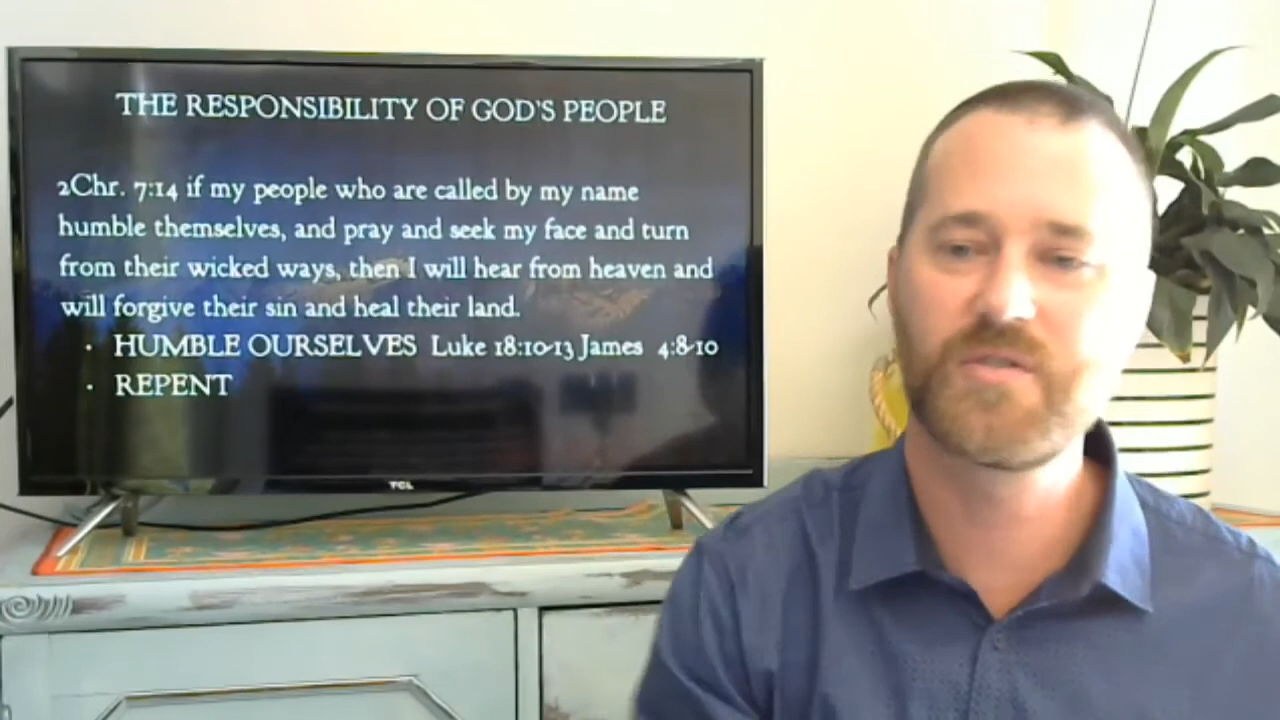 THE RESPONSIBILITY OF GOD'S PEOPLE
2Chr. 7:14 if my people who are called by my name
humble themselves, and pray and seek my face and turn
from their wicked ways, then I will hear from heaven and
will forgive their sin and heal their land.
· HUMBLE OURSELVES Luke 18:10-13 James 4:8-10
· REPENT
TCL